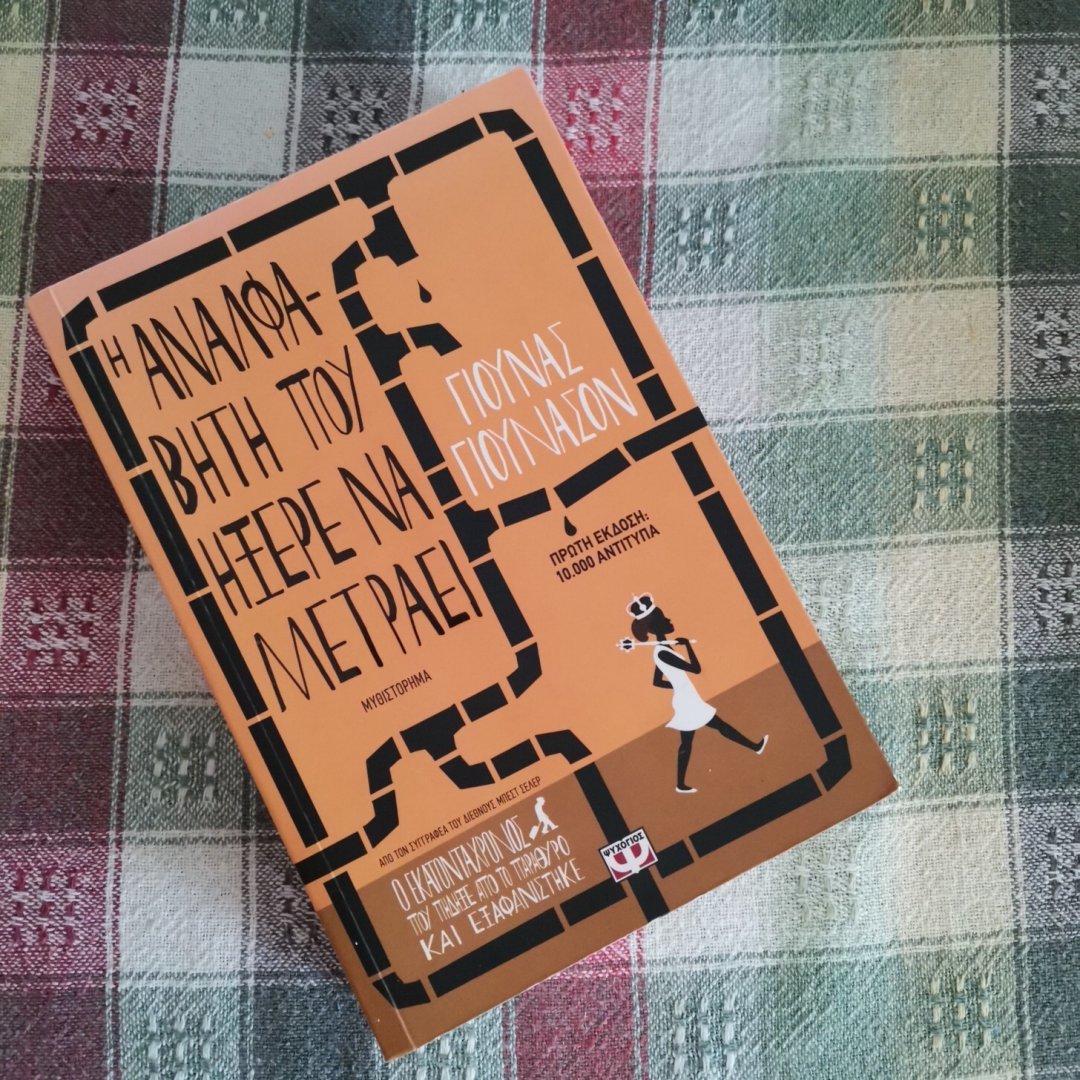 Η ΑΝΑΛΦΑ-
ΒΗΤΗ ΠΟΥ
ΗΞΕΡΕ ΝΑ
ΜΕΤΡΑΕΙ
ΜΥΘΙΣΤΟΡΗΜΑ
ΓΙΟΥΝΑΣ
ΓΙΟΥΝΑΣΟΝ
ΠΡΩΤΗ ΕΚΔΟΣΗ:
10.000 ΑΝΤΙΤΥΠΑ
ΑΠΟ ΤΟΝ ΣΥΓΓΡΑΦΕΑ ΤΟΥ ΔΙΕΘΝΟΥΣ ΜΠΕΣΤ ΣΕΛΕΡ
Ο ΕΚΑΤΟΝΤΑΧΡΟΝΟΣ
ΠΟΥ ΠΗΔΗΞΕ ΑΠΟ ΤΟ ΠΑΡΑΘΥΡΟ
ΚΑΙ ΕΞΑΦΑΝΙΣΤΗΚΕ
ΨΥΧΟΓΙΟΣ
Ψ